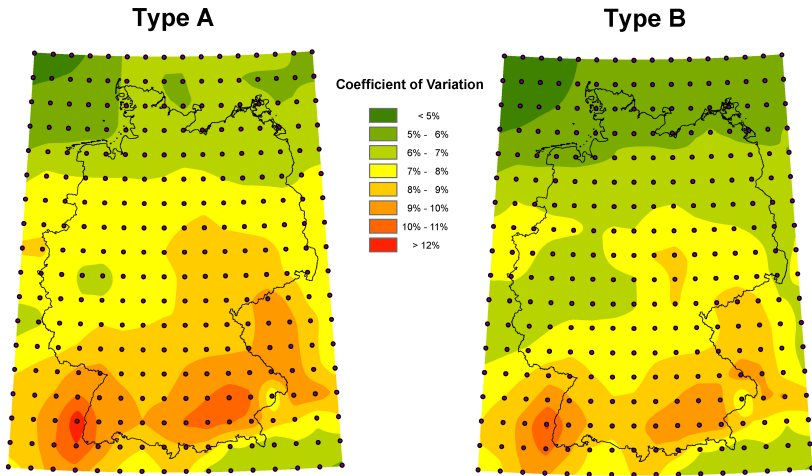 Type A
Type B
Coefficient of Variation
< 5%
5% - 6%
6% - 7%
7% - 8%
8% - 9%
9% - 10%
10% - 11%
> 12%